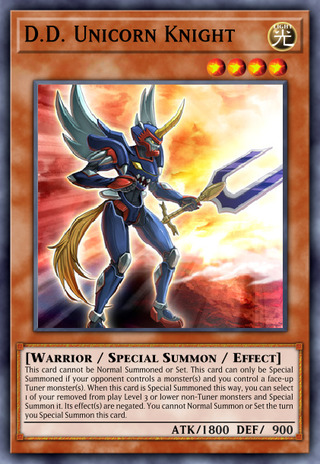 D.D. Unicorn Knight
LIGHT
光
[Warrior / Special Summon / Effect]
This card cannot be Normal Summoned or Set. This card can only be Special
Summoned if your opponent controls a monster(s) and you control a face-up
Tuner monster(s). When this card is Special Summoned this way, you can select
1 of your removed from play Level 3 or lower non-Tuner monsters and Special
Summon it. Its effect(s) are negated. You cannot Normal Summon or Set the turn
you Special Summon this card.
ATK/1800 DEF/ 900